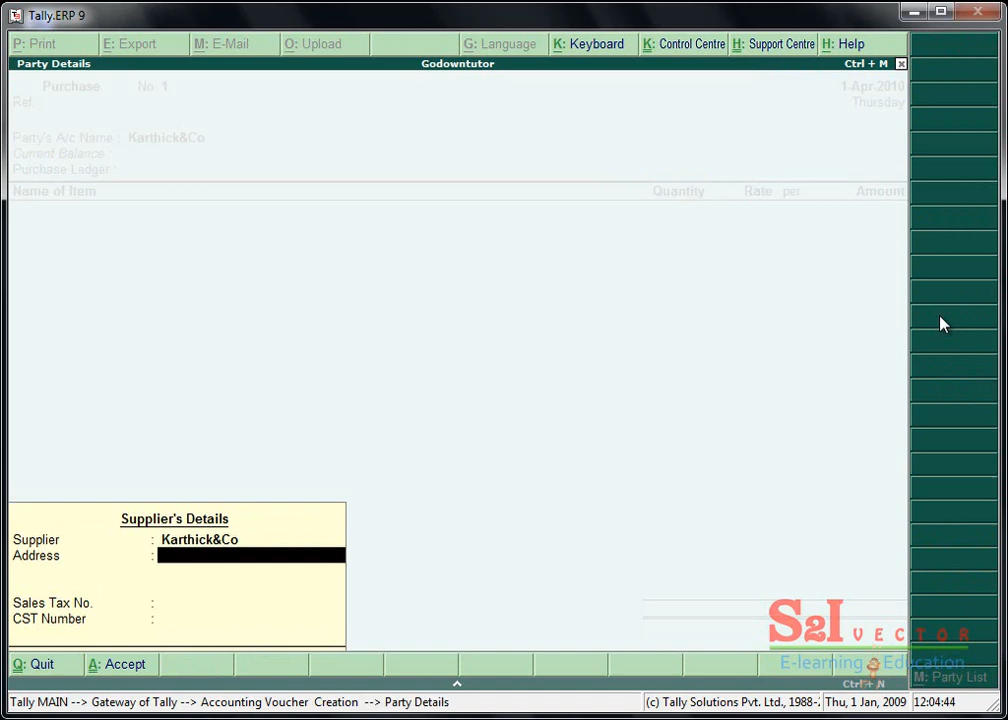 Tally.ERP 9
P: Print E: Export M: E-Mail O: Upload G: Language K: Keyboard K: Control Centre H: Support Centre H: Help
Party Details Godowntutor Ctrl + M
Purchase No. 1 1-Apr-2010
Ref: Thursday
Party's A/c Name : Karthick&Co
Current Balance :
Purchase Ledger :
Name of Item Quantity Rate per Amount
Supplier's Details
Supplier : Karthick&Co
Address :
Sales Tax No. :
CST Number :
S2I VECTOR
E-learning Education
Q: Quit A: Accept
M: Party List
Ctrl + N
Tally MAIN --> Gateway of Tally --> Accounting Voucher Creation --> Party Details (c) Tally Solutions Pvt. Ltd., 1988-2 Thu, 1 Jan, 2009 12:04:44